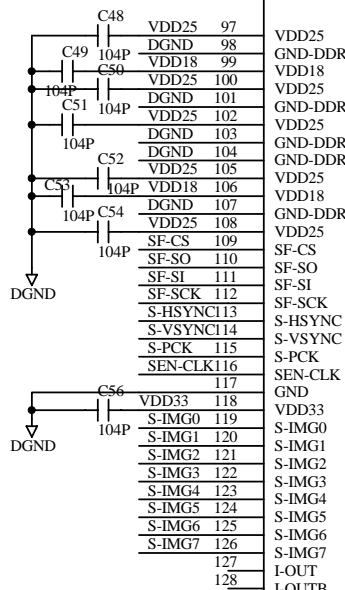 C48
VDD25 97 VDD25
DGND 98 GND-DDR
C49 VDD18 99 VDD18
104P C50 VDD25 100 VDD25
104P DGND 101 GND-DDR
C51 VDD25 102 VDD25
104P DGND 103 GND-DDR
DGND 104 GND-DDR
C52 VDD25 105 VDD25
C53 104P VDD18 106 VDD18
104P DGND 107 GND-DDR
C54 VDD25 108 VDD25
104P SF-CS 109 SF-CS
SF-SO 110 SF-SO
SF-SI 111 SF-SI
DGND SF-SCK 112 SF-SCK
S-HSYNC 113 S-HSYNC
S-VSYNC 114 S-VSYNC
S-PCK 115 S-PCK
SEN-CLK 116 SEN-CLK
117 GND
C56 VDD33 118 VDD33
104P S-IMG0 119 S-IMG0
DGND S-IMG1 120 S-IMG1
S-IMG2 121 S-IMG2
S-IMG3 122 S-IMG3
S-IMG4 123 S-IMG4
S-IMG5 124 S-IMG5
S-IMG6 125 S-IMG6
S-IMG7 126 S-IMG7
127 I-OUT
128 I-OUTB